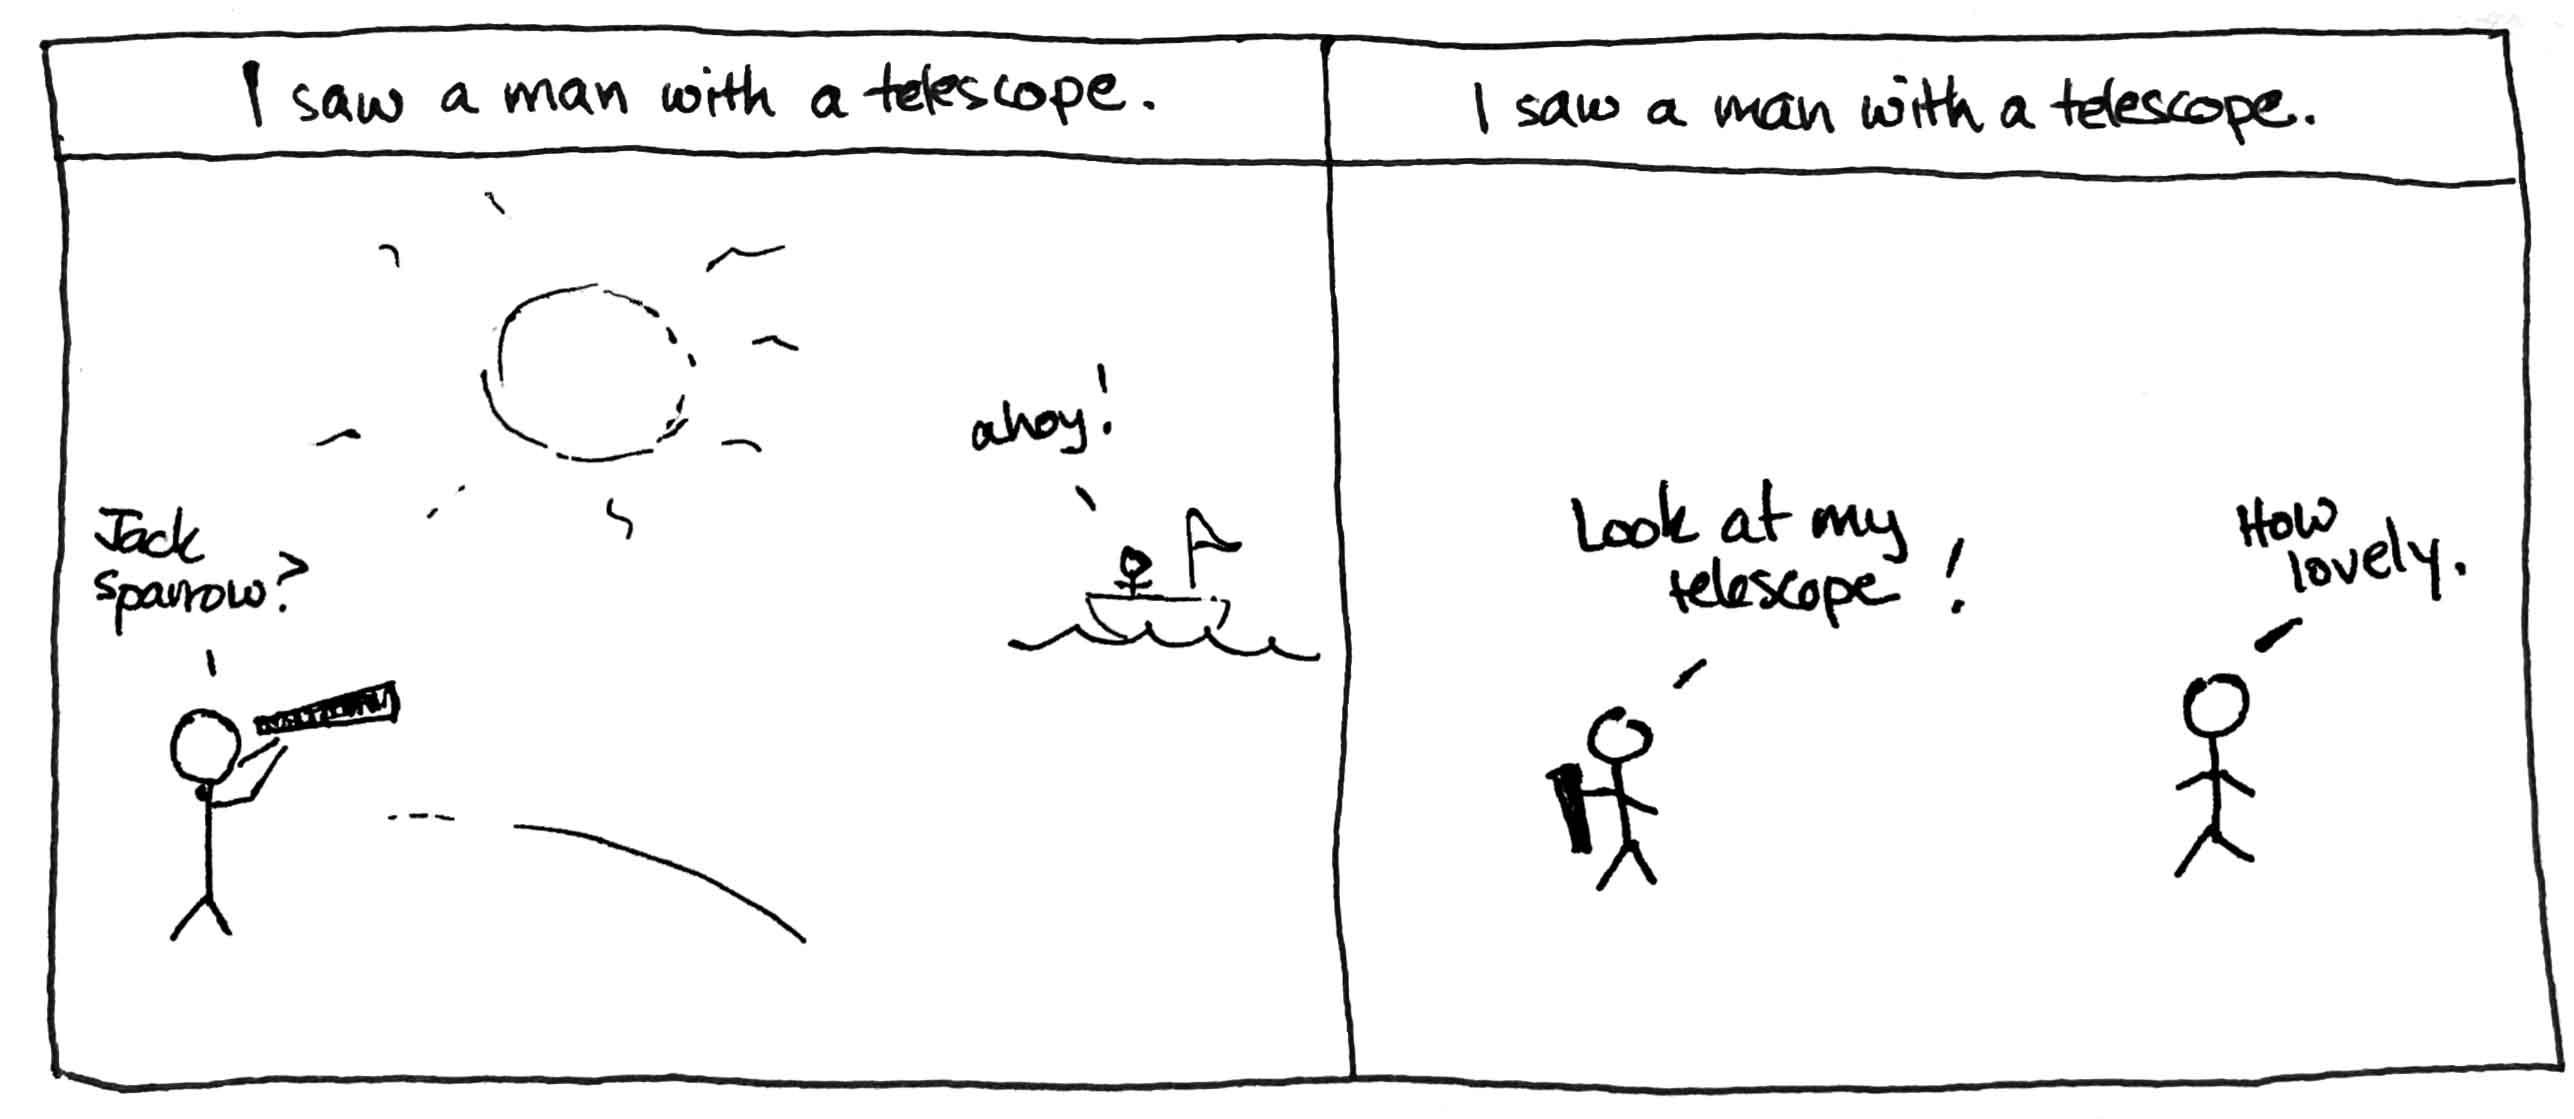 I saw a man with a telescope.
I saw a man with a telescope.
ahoy!
Jack
Sparrow?
Look at my
telescope!
How
lovely.